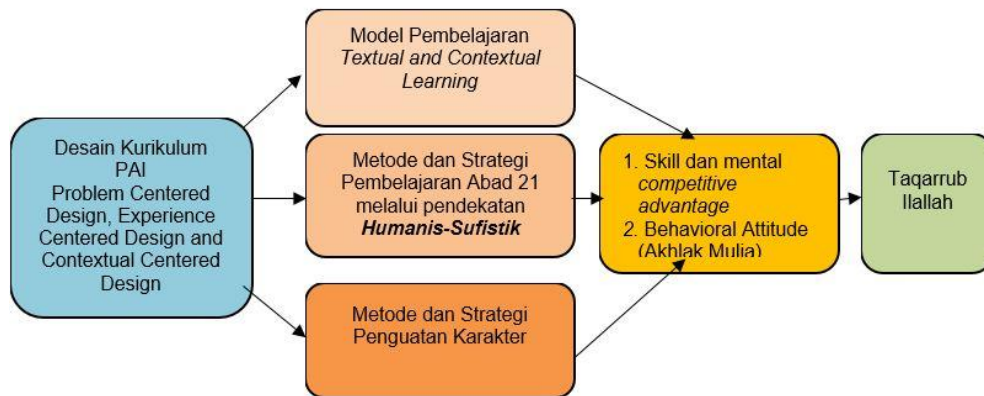 Desain Kurikulum
PAI
Problem Centered
Design, Experience
Centered Design and
Contextual Centered
Design
Model Pembelajaran
Textual and Contextual
Learning
Metode dan Strategi
Pembelajaran Abad 21
melalui pendekatan
Humanis-Sufistik
Metode dan Strategi
Penguatan Karakter
1. Skill dan mental
competitive
advantage
2. Behavioral Attitude
(Akhlak Mulia)
Taqarrub
Ilallah